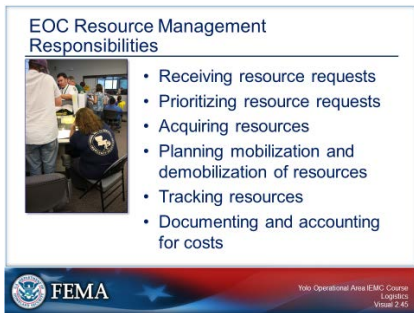 EOC Resource Management
Responsibilities
• Receiving resource requests
• Prioritizing resource requests
• Acquiring resources
• Planning mobilization and
demobilization of resources
• Tracking resources
• Documenting and accounting
for costs
FEMA
Yolo Operational Area IEMC Course
Logistics
Visual 2.45